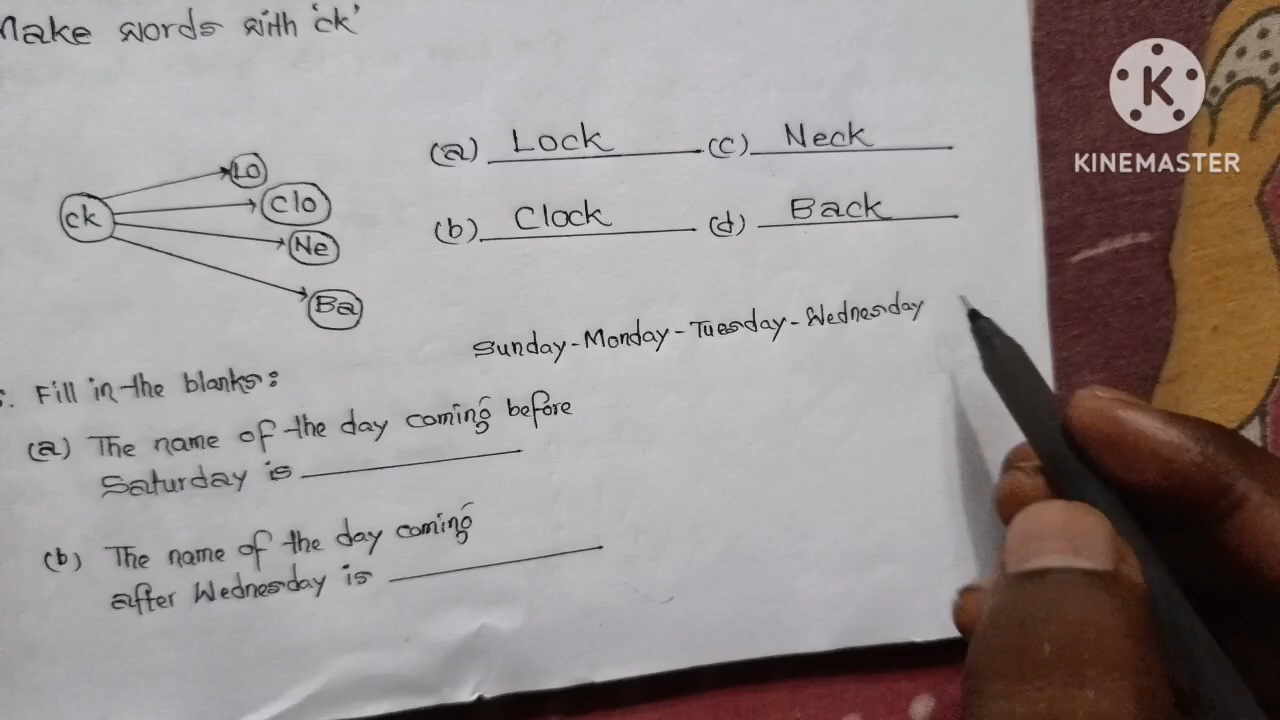 Make words with 'ck'
(a) Lock (c) Neck
(b) Clock (d) Back
ck
Lo
Clo
Ne
Ba
Sunday-Monday-Tuesday-Wednesday
Fill in the blanks:
(a) The name of the day coming before
Saturday is
(b) The name of the day coming
after Wednesday is
K
KINEMASTER